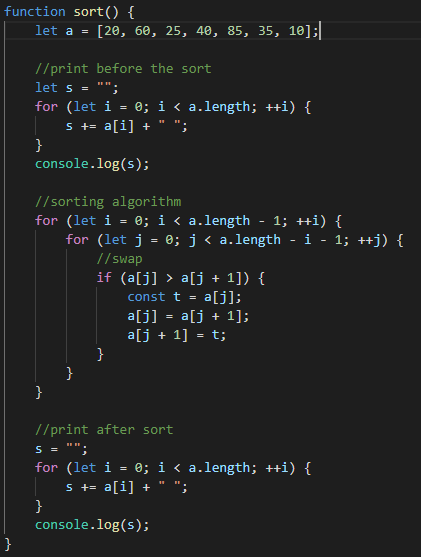 function sort() {
    let a = [20, 60, 25, 40, 85, 35, 10];
    //print before the sort
    let s = "";
    for (let i = 0; i < a.length; ++i) {
        s += a[i] + " ";
    }
    console.log(s);
    //sorting algorithm
    for (let i = 0; i < a.length - 1; ++i) {
        for (let j = 0; j < a.length - i - 1; ++j) {
            //swap
            if (a[j] > a[j + 1]) {
                const t = a[j];
                a[j] = a[j + 1];
                a[j + 1] = t;
            }
        }
    }
    //print after sort
    s = "";
    for (let i = 0; i < a.length; ++i) {
        s += a[i] + " ";
    }
    console.log(s);
}